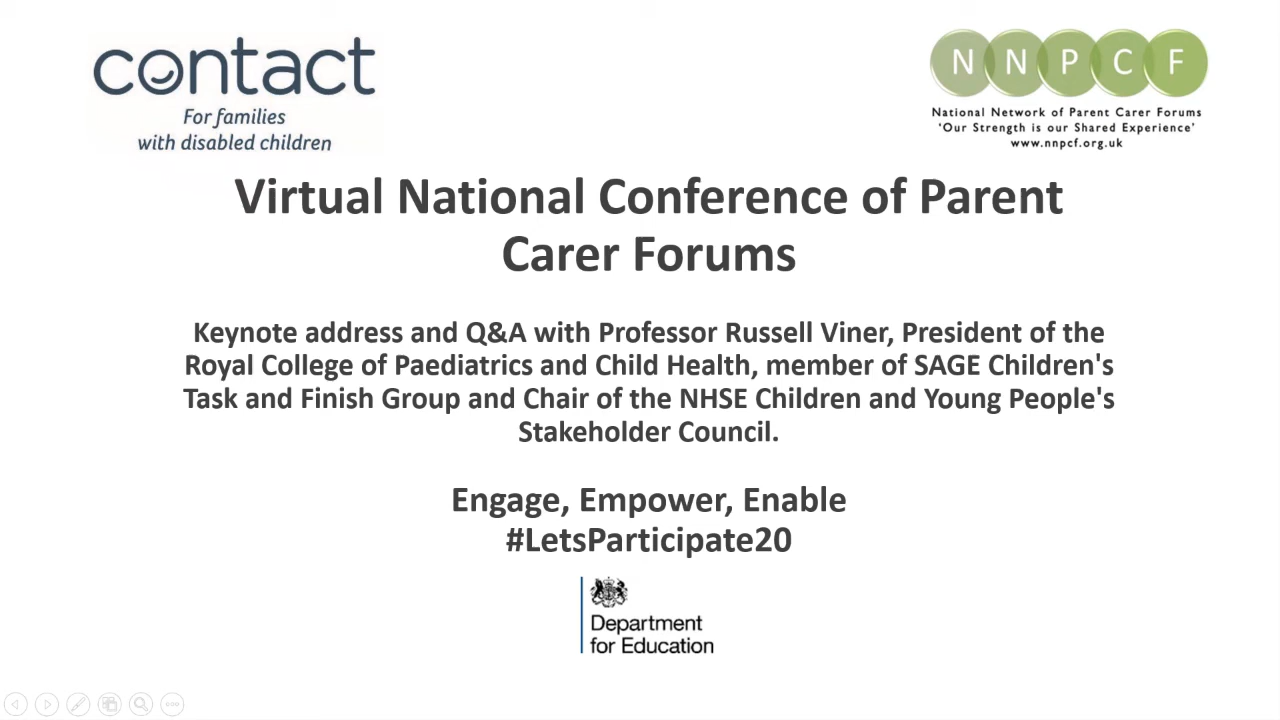 contact
For families
with disabled children
N N P C F
National Network of Parent Carer Forums
'Our Strength is our Shared Experience'
www.nnpcf.org.uk
Virtual National Conference of Parent
Carer Forums
Keynote address and Q&A with Professor Russell Viner, President of the
Royal College of Paediatrics and Child Health, member of SAGE Children's
Task and Finish Group and Chair of the NHSE Children and Young People's
Stakeholder Council.
Engage, Empower, Enable
#LetsParticipate20
Department
for Education